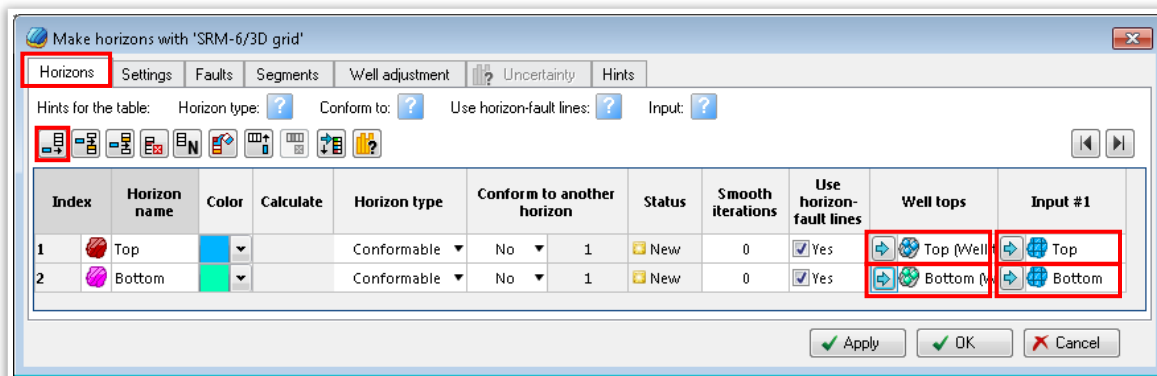 Make horizons with 'SRM-6/3D grid'
Horizons Settings Faults Segments Well adjustment Uncertainty Hints
Hints for the table: Horizon type: ? Conform to: ? Use horizon-fault lines: ? Input: ?
N ?
Index Horizon name Color Calculate Horizon type Conform to another horizon Status Smooth iterations Use horizon-fault lines Well tops Input #1
1 Top Conformable No 1 New 0 Yes Top (Well t Top
2 Bottom Conformable No 1 New 0 Yes Bottom (W Bottom
Apply OK Cancel